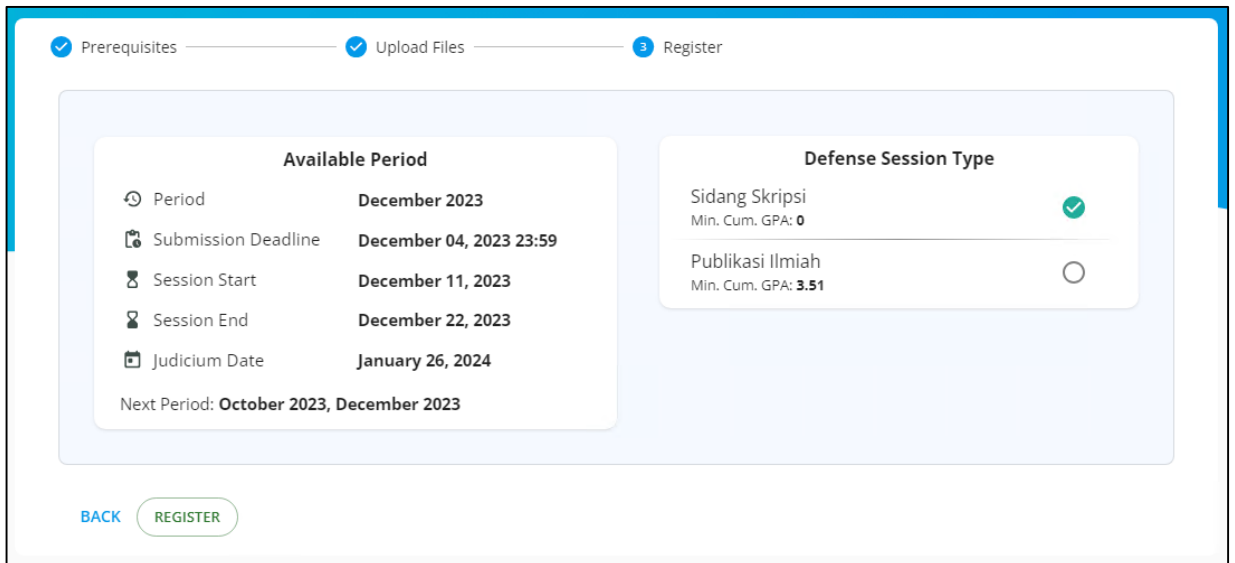 Prerequisites
Upload Files
3 Register
Available Period
Period December 2023
Submission Deadline December 04, 2023 23:59
Session Start December 11, 2023
Session End December 22, 2023
Judicium Date January 26, 2024
Next Period: October 2023, December 2023
Defense Session Type
Sidang Skripsi
Min. Cum. GPA: 0
Publikasi Ilmiah
Min. Cum. GPA: 3.51
BACK
REGISTER